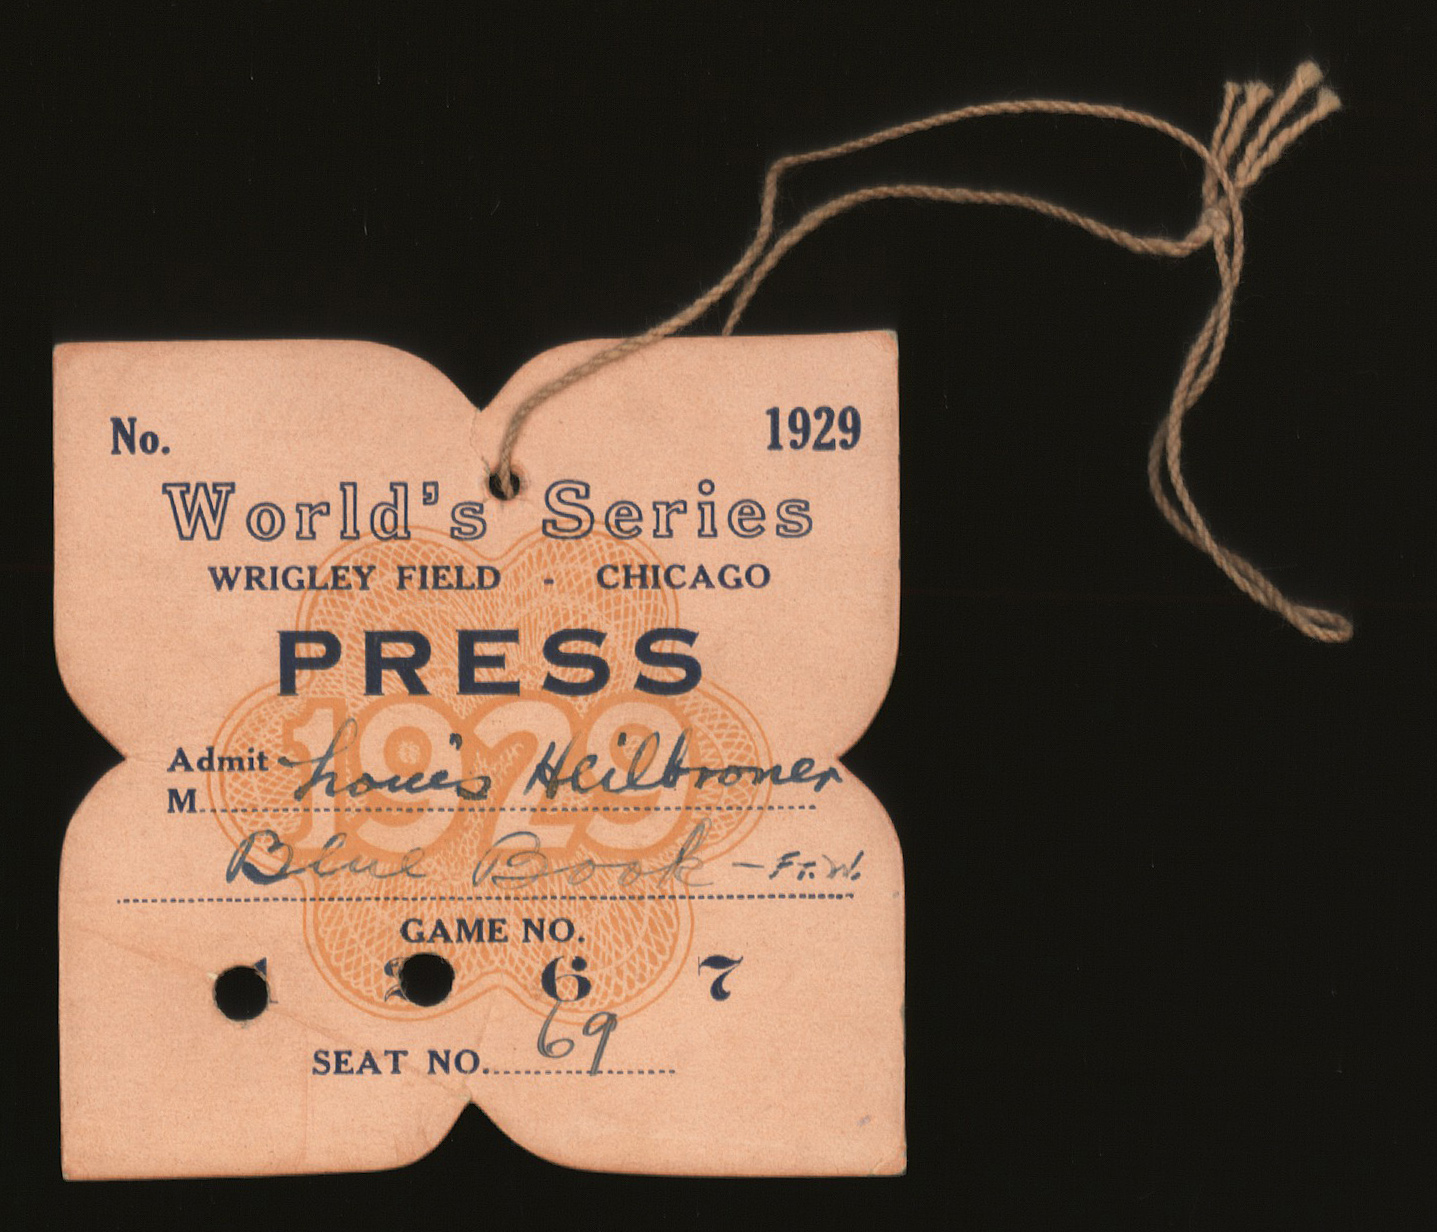 No. 1929
World's Series
WRIGLEY FIELD - CHICAGO
PRESS
1929
Admit
M Louis Heilbroner
Blue Book - Ft. W.
GAME NO.
1 2 6 7
69
SEAT NO.